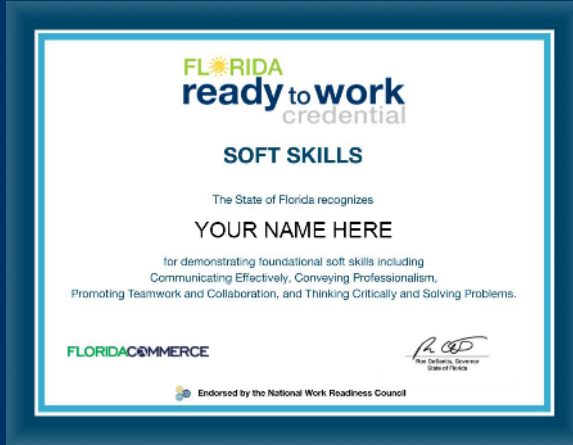 FLORIDA
ready to work
credential
SOFT SKILLS
The State of Florida recognizes
YOUR NAME HERE
for demonstrating foundational soft skills including
Communicating Effectively, Conveying Professionalism,
Promoting Teamwork and Collaboration, and Thinking Critically and Solving Problems.
FLORIDACOMMERCE
Ron DeSantis, Governor
State of Florida
Endorsed by the National Work Readiness Council